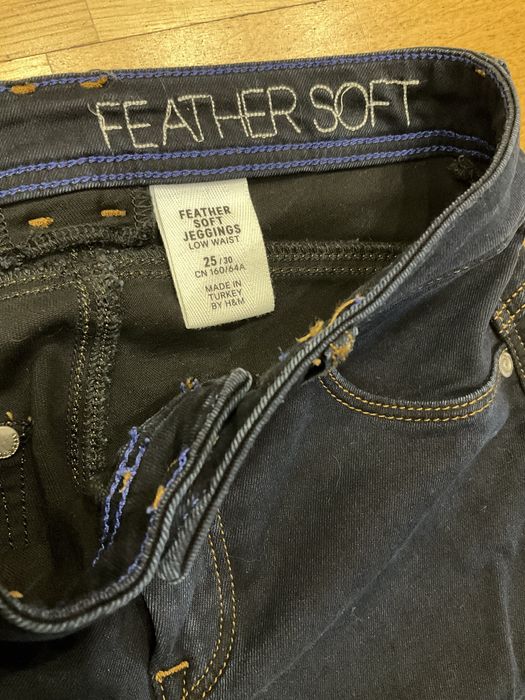 FEATHER SOFT
FEATHER
SOFT
JEGGINGS
LOW WAIST
25/30
CN 160/64A
MADE IN
TURKEY
BY H&M